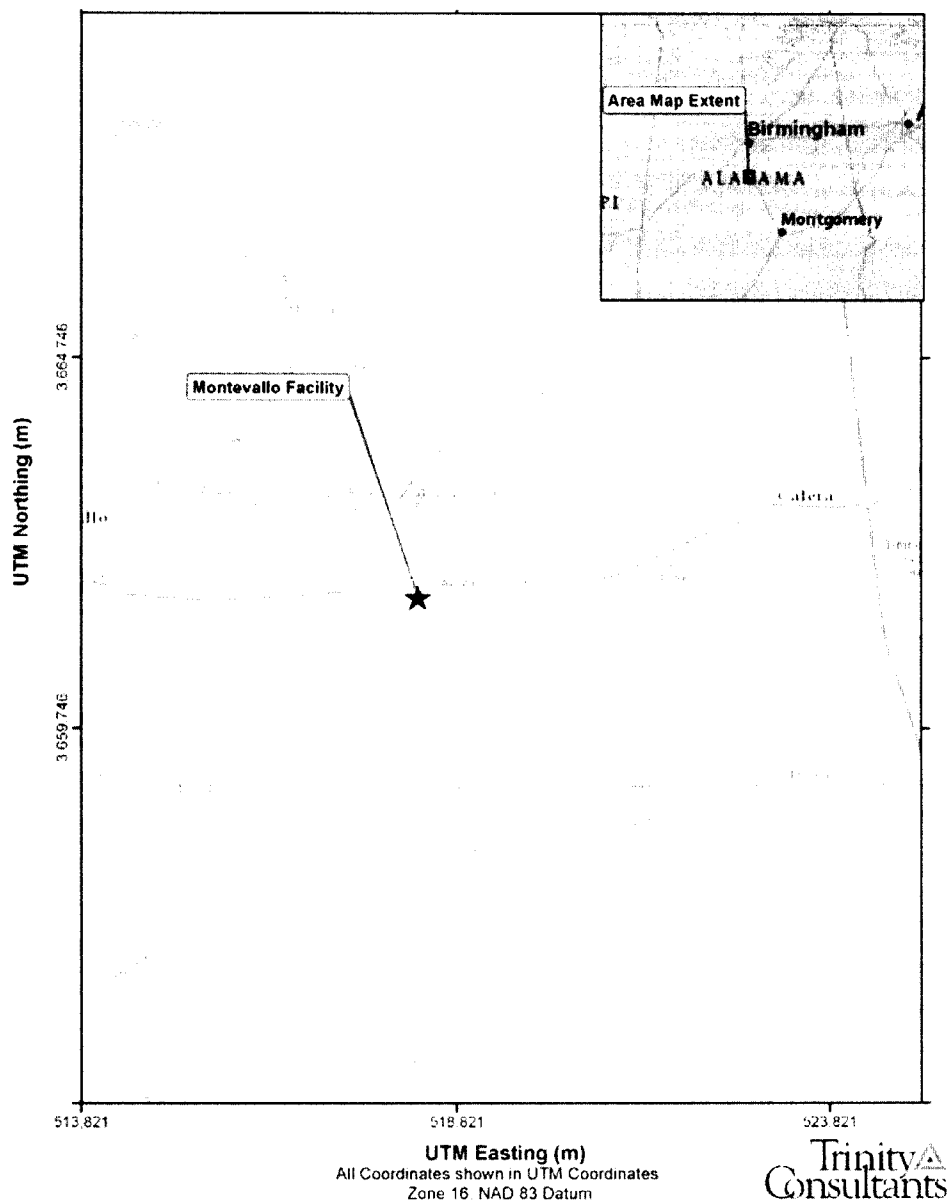 Area Map Extent
Birmingham
ALABAMA
PI
Montgomery
3,664,746
Montevallo Facility
UTM Northing (m)
Calera
llo
3,659,746
513,821
518,821
523,821
UTM Easting (m)
All Coordinates shown in UTM Coordinates
Zone 16, NAD 83 Datum
Trinity
Consultants